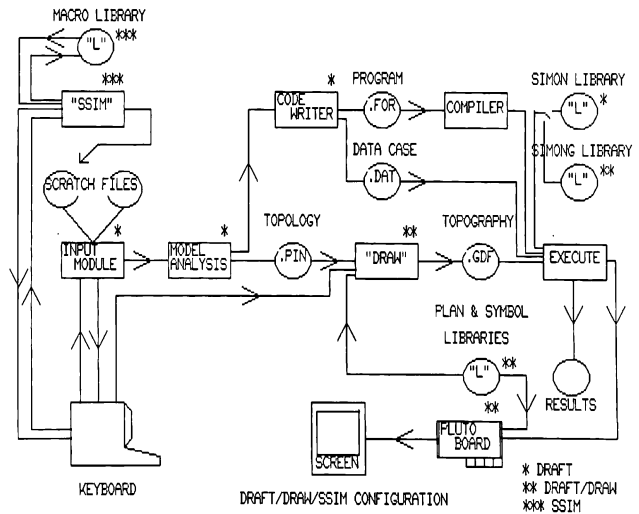 MACRO LIBRARY
"L" ***
***
"SSIM"
SCRATCH FILES
*
INPUT
MODULE
*
MODEL
ANALYSIS
*
CODE
WRITER
PROGRAM
.FOR
COMPILER
DATA CASE
.DAT
SIMON LIBRARY
"L" *
SIMONG LIBRARY
"L" **
TOPOLOGY
.PIN
**
"DRAW"
TOPOGRAPHY
.GDF
EXECUTE
PLAN & SYMBOL
LIBRARIES
"L" **
**
PLUTO
BOARD
RESULTS
SCREEN
KEYBOARD
DRAFT/DRAW/SSIM CONFIGURATION
* DRAFT
** DRAFT/DRAW
*** SSIM